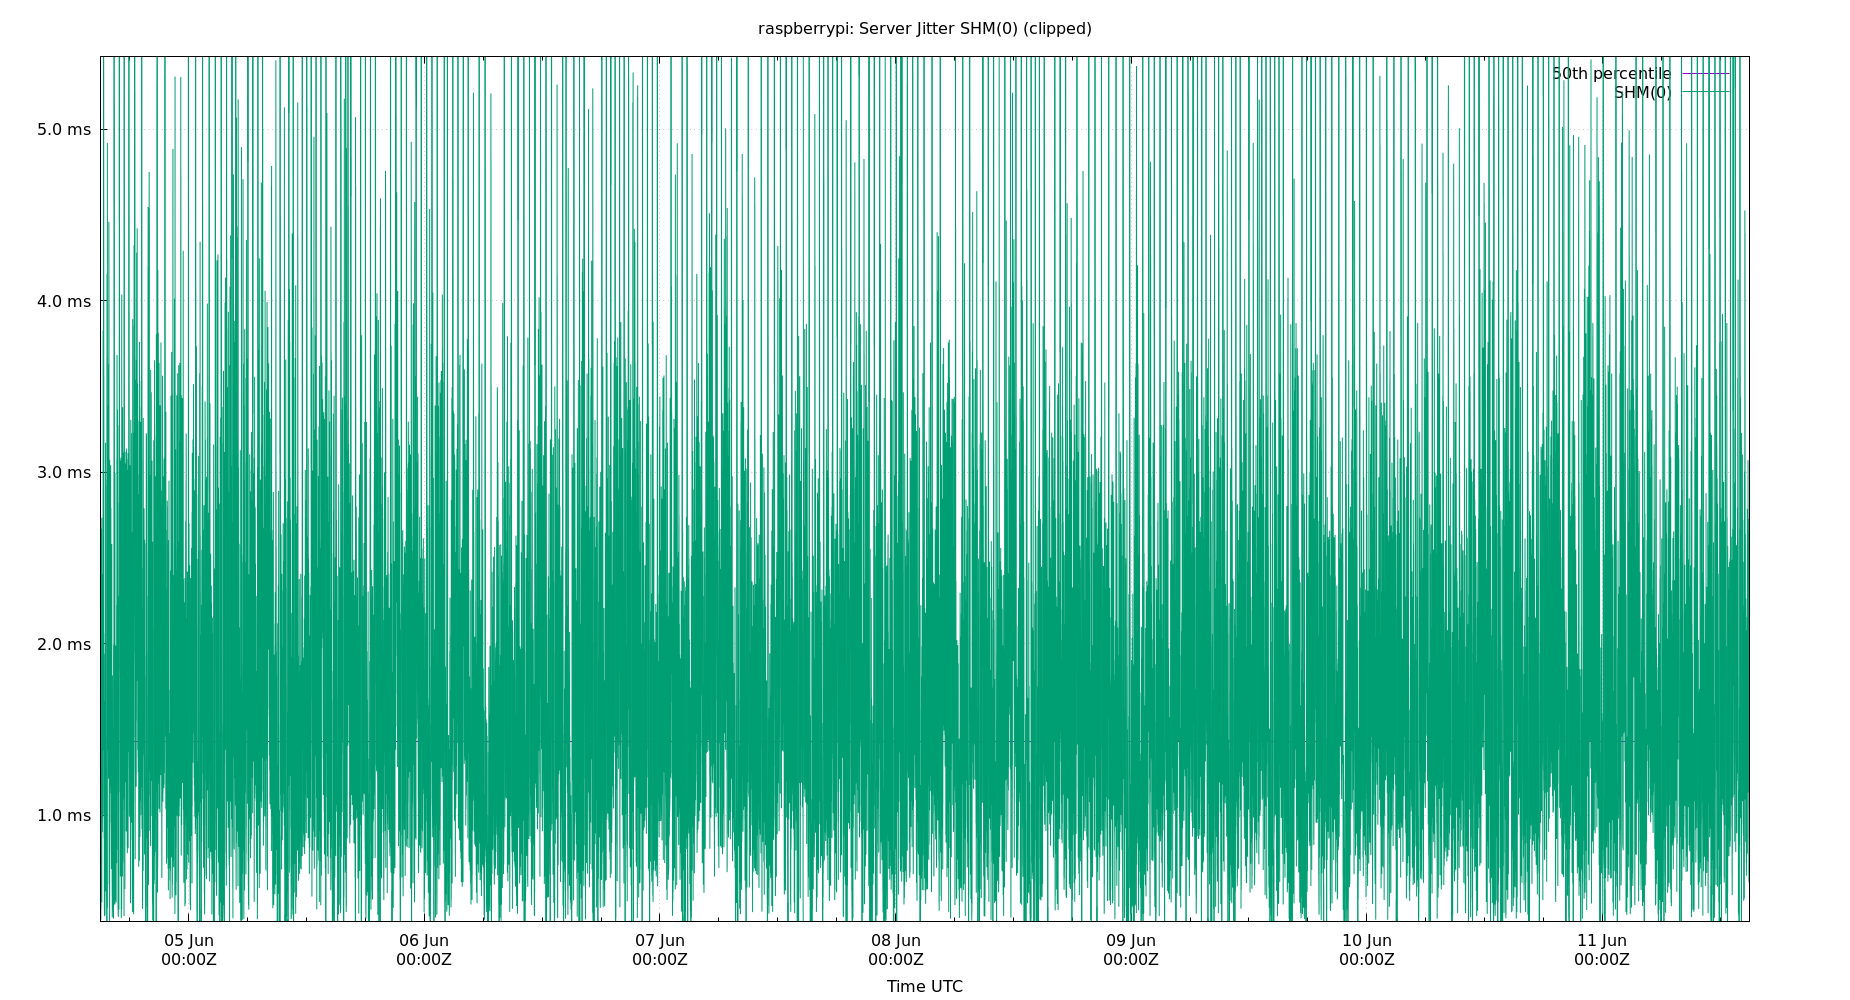 raspberrypi: Server Jitter SHM(0) (clipped)
50th percentile
SHM(0)
5.0 ms
4.0 ms
3.0 ms
2.0 ms
1.0 ms
05 Jun 06 Jun 07 Jun 08 Jun 09 Jun 10 Jun 11 Jun
00:00Z 00:00Z 00:00Z 00:00Z 00:00Z 00:00Z 00:00Z
Time UTC